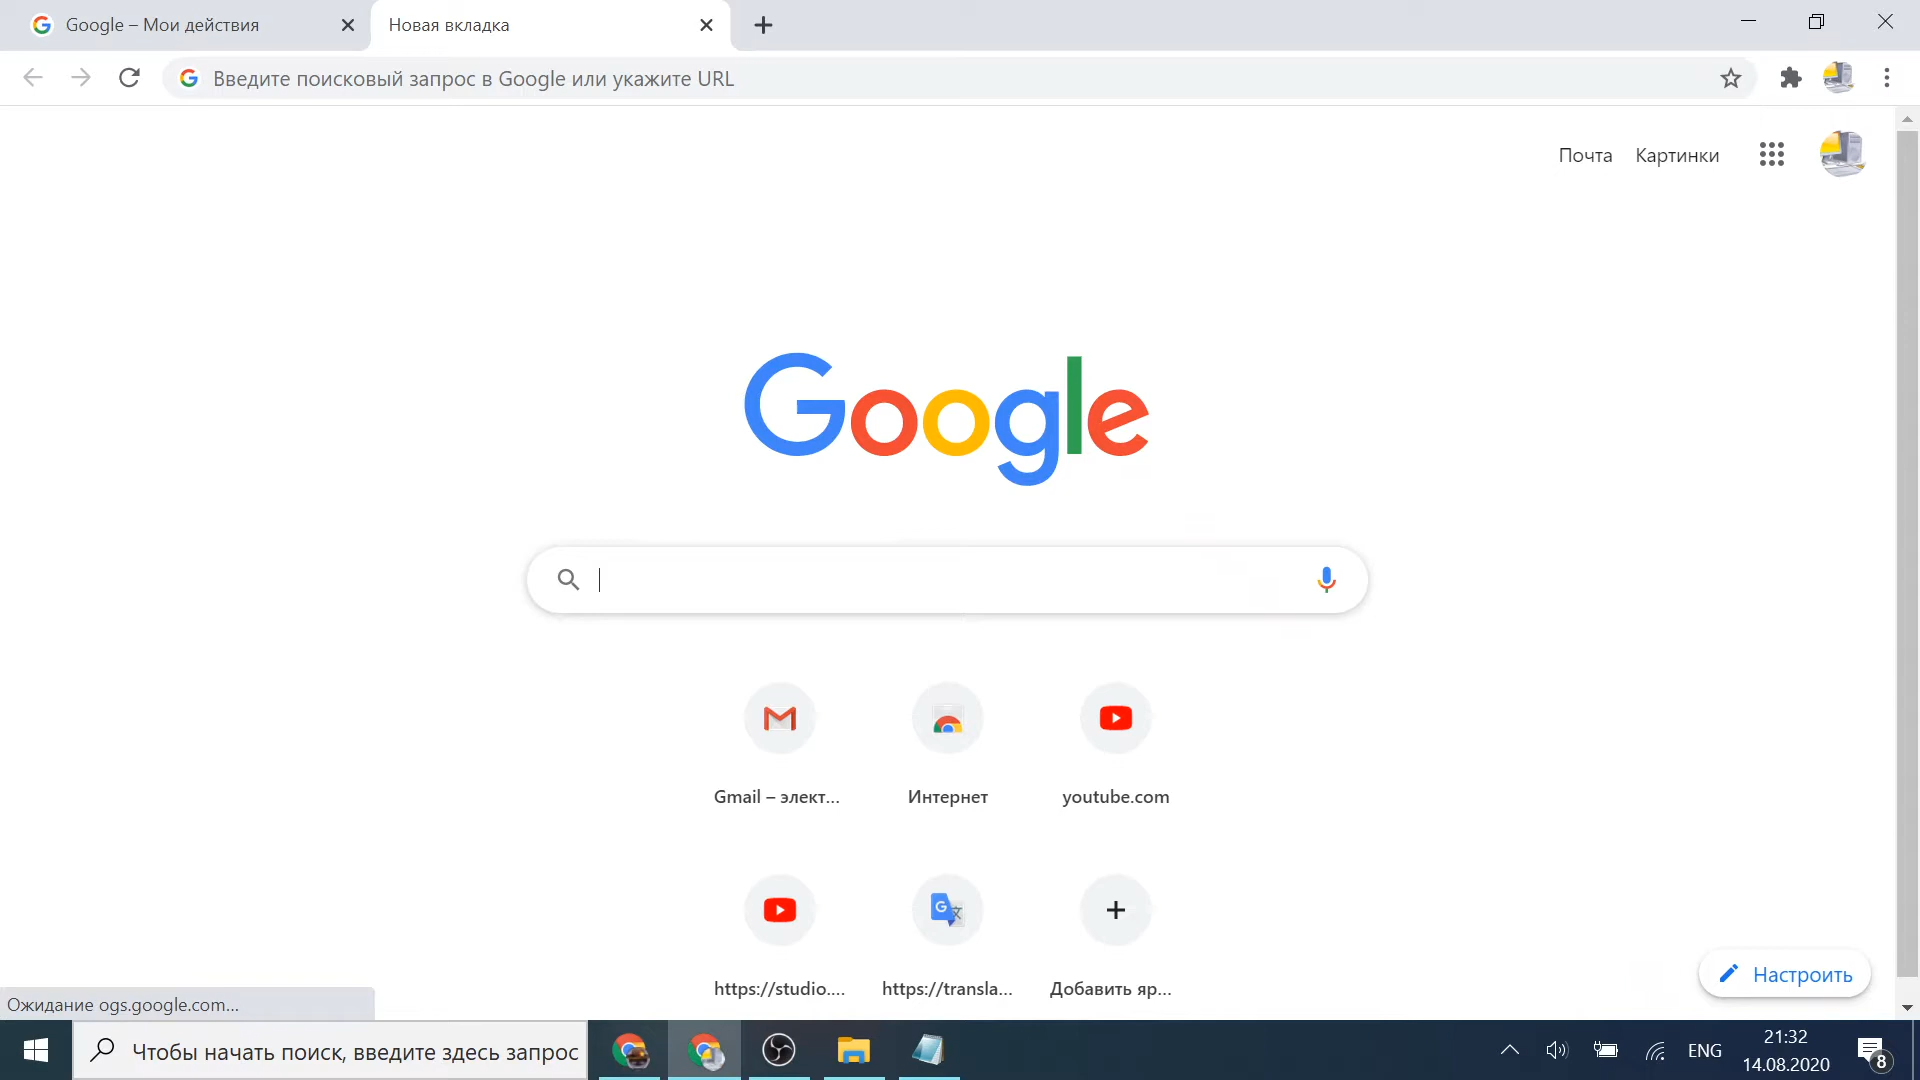 Google – Мои действия
Новая вкладка
Введите поисковый запрос в Google или укажите URL
Почта Картинки
Google
Gmail – элект... Интернет youtube.com
https://studio.... https://transla... Добавить яр...
Настроить
Ожидание ogs.google.com...
Чтобы начать поиск, введите здесь запрос
ENG
21:32
14.08.2020
8